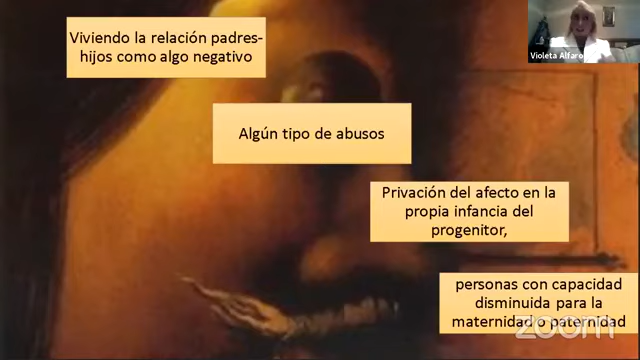 Viviendo la relación padres-
hijos como algo negativo
Violeta Alfaro
Algún tipo de abusos
Privación del afecto en la
propia infancia del
progenitor,
personas con capacidad
disminuida para la
maternidad o paternidad
zoom